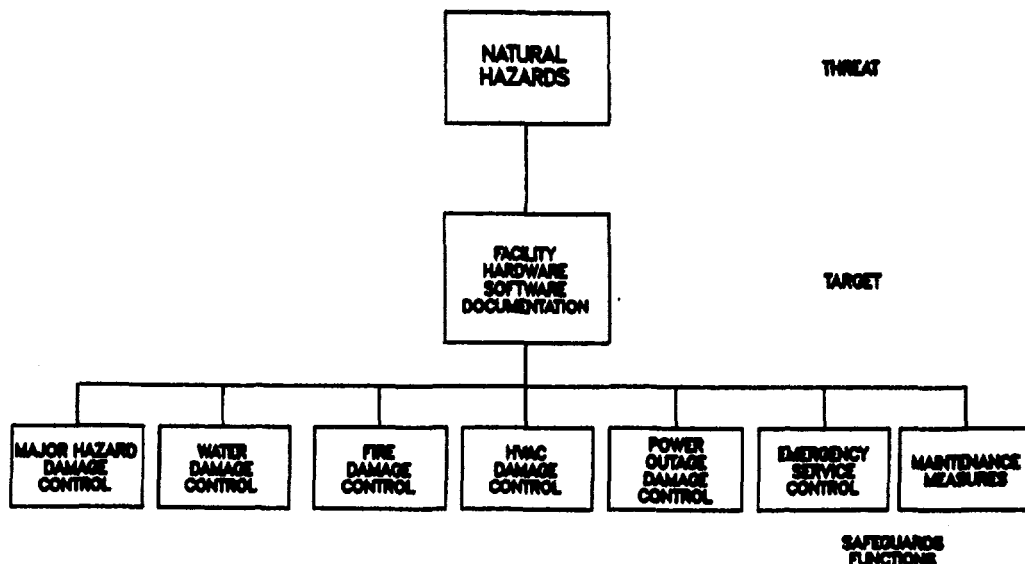 NATURAL
HAZARDS
THREAT
FACILITY
HARDWARE
SOFTWARE
DOCUMENTATION
TARGET
MAJOR HAZARD
DAMAGE
CONTROL
WATER
DAMAGE
CONTROL
FIRE
DAMAGE
CONTROL
HVAC
DAMAGE
CONTROL
POWER
OUTAGE
DAMAGE
CONTROL
EMERGENCY
SERVICE
CONTROL
MAINTENANCE
MEASURES
SAFEGUARDS
FUNCTIONS